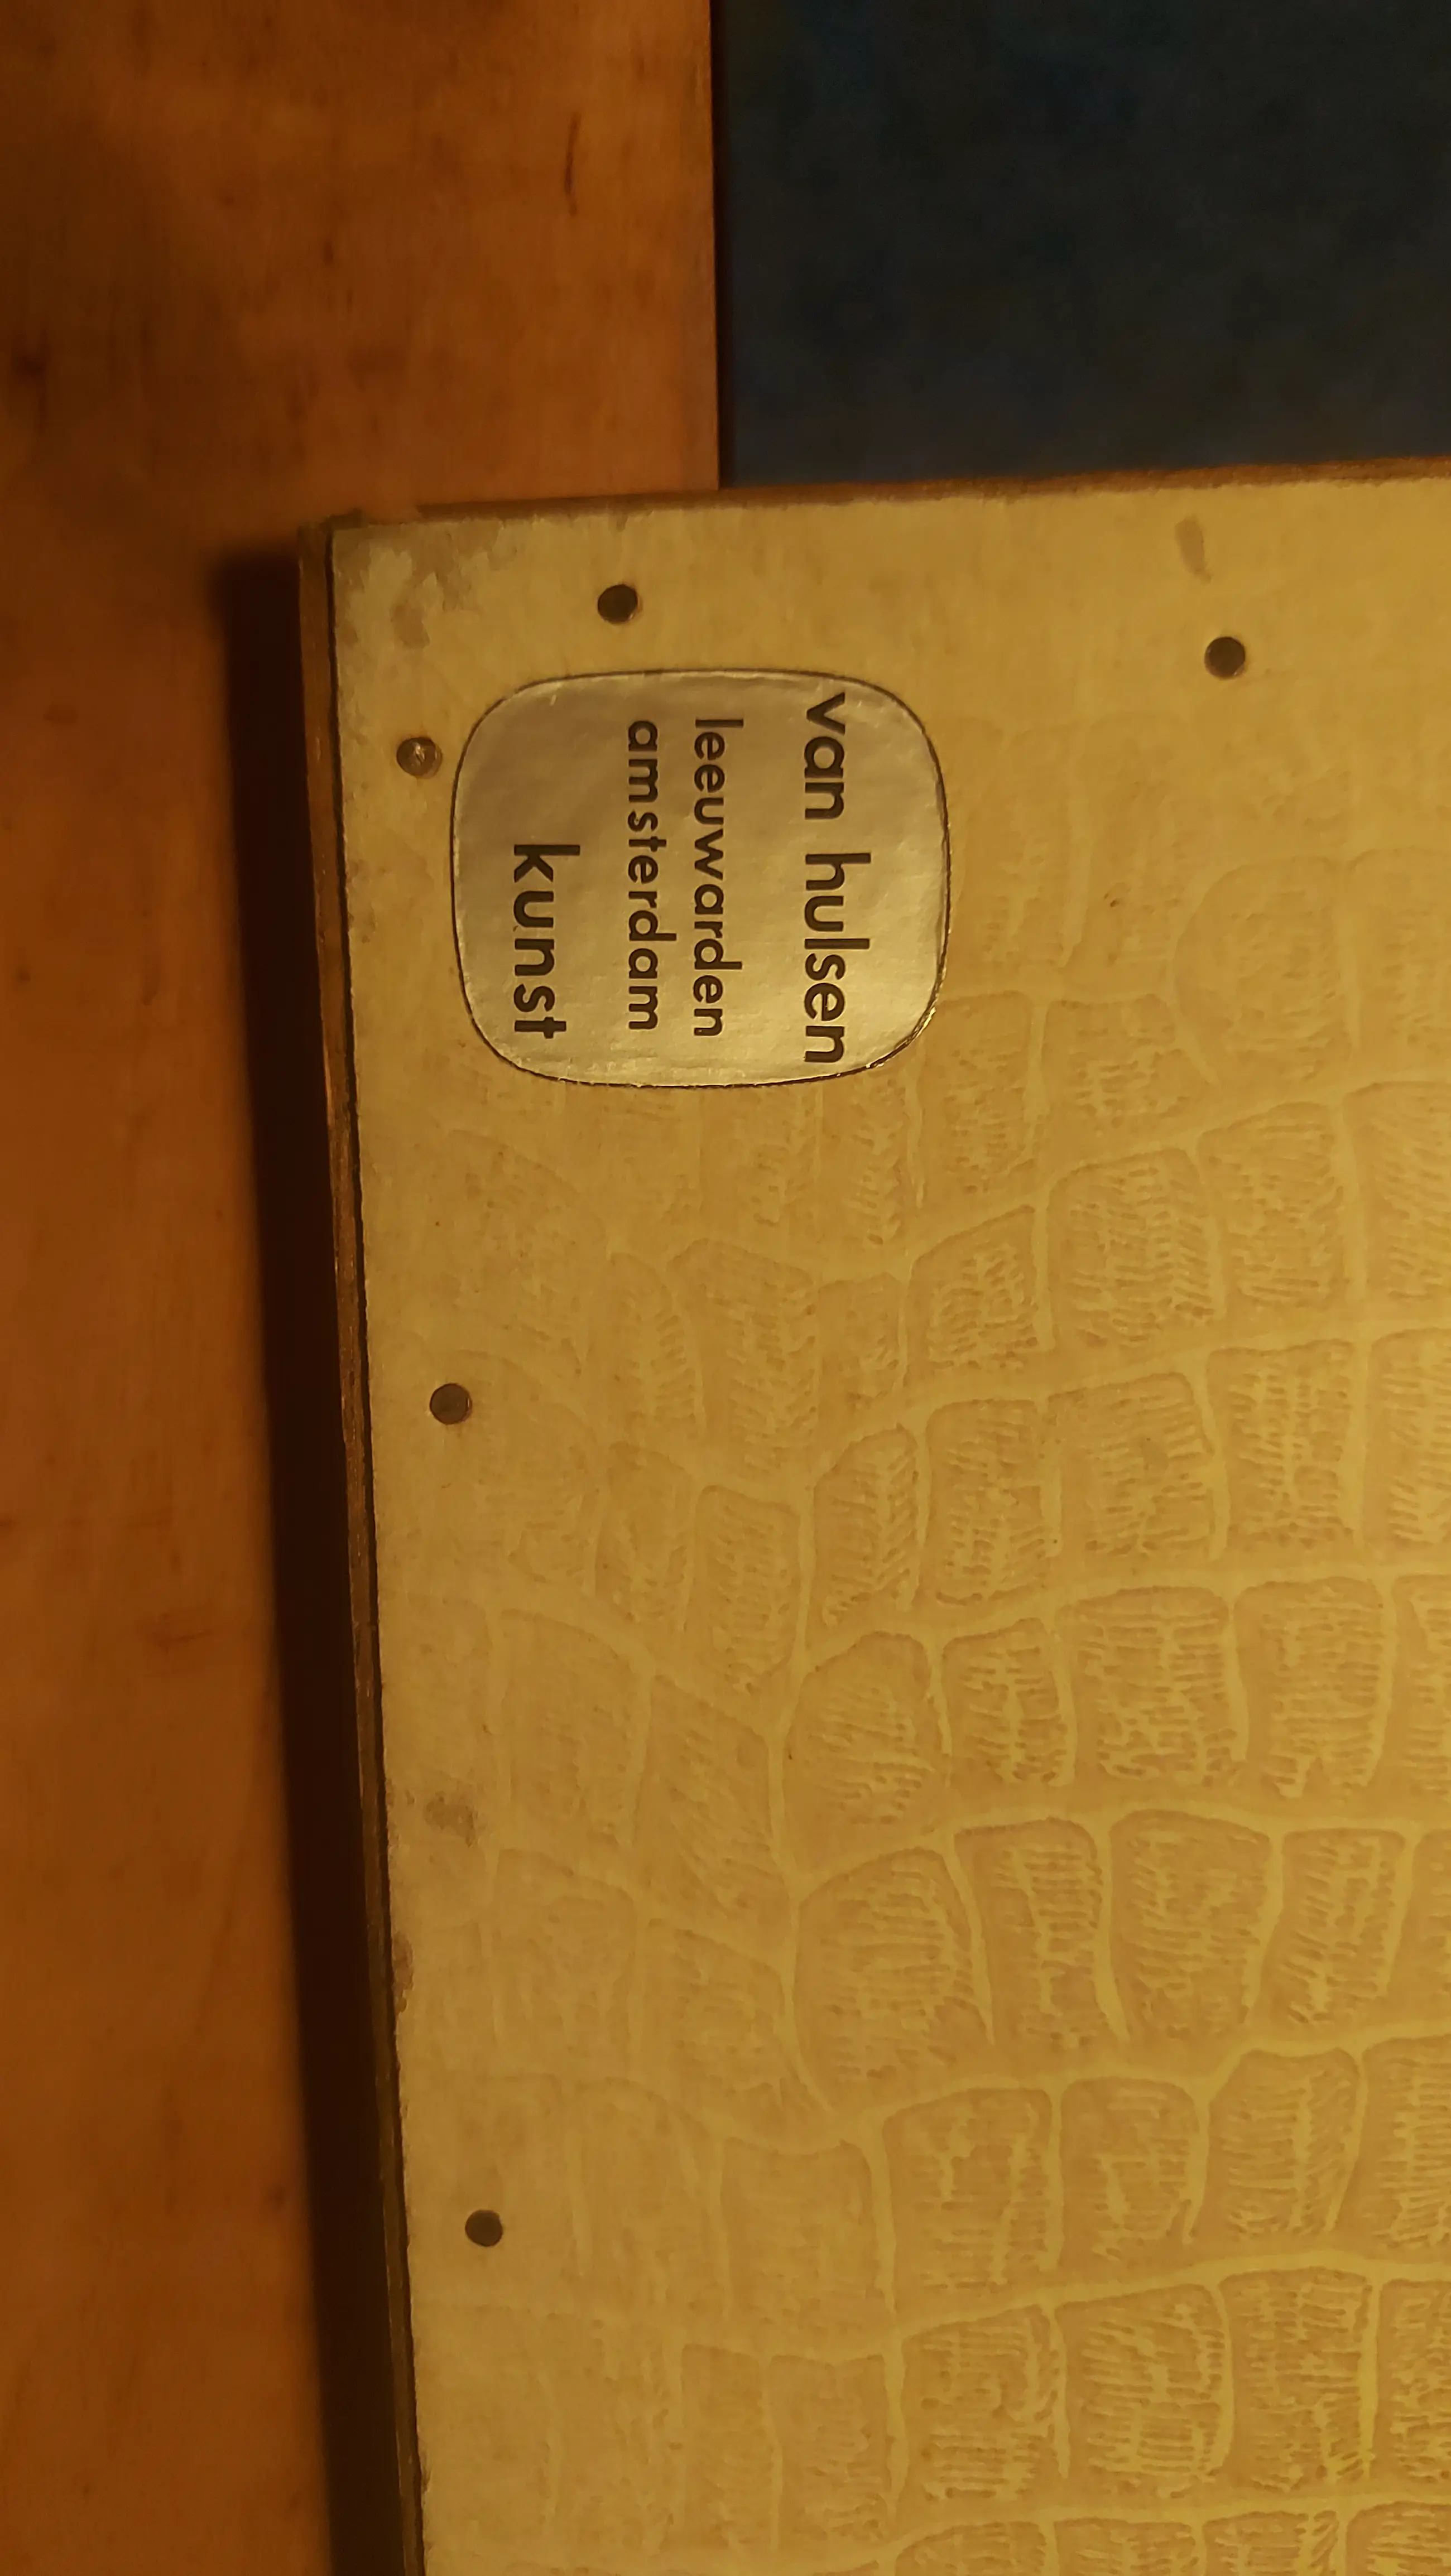 van hulsen
leeuwarden
amsterdam
kunst